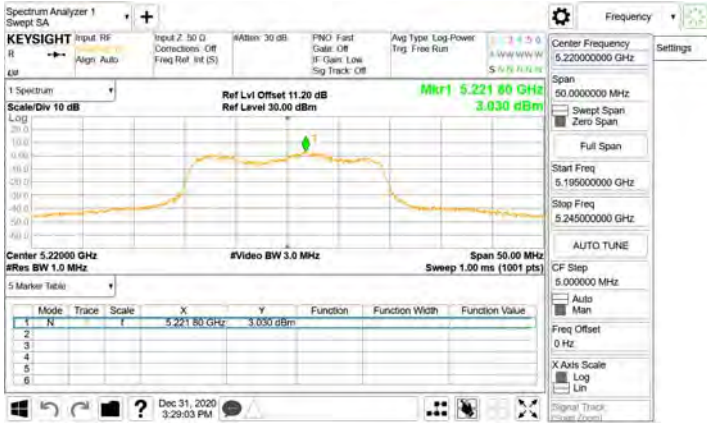 Spectrum Analyzer 1
Swept SA
+
Frequency
KEYSIGHT
Input: RF
Input Z: 50 Ω
#Atten: 30 dB
PNO: Fast
Avg Type: Log-Power
R
Align: Auto
Corrections: Off
Freq Ref: Int (S)
Gate: Off
IF Gain: Low
Sig Track: Off
Trig: Free Run
1 Spectrum
Scale/Div 10 dB
Ref Lvl Offset 11.20 dB
Ref Level 30.00 dBm
Mkr1 5.221 80 GHz
3.030 dBm
Log
20.0
10.0
0.00
1
Center 5.22000 GHz
#Res BW 1.0 MHz
#Video BW 3.0 MHz
Span 50.00 MHz
Sweep 1.00 ms (1001 pts)
5 Marker Table
Mode Trace Scale X Y Function Function Width Function Value
1 N f 5.221 80 GHz 3.030 dBm
2
3
4
5
6
Dec 31, 2020
3:29:03 PM
Center Frequency
5.220000000 GHz
Settings
Span
50.0000000 MHz
Swept Span
Zero Span
Full Span
Start Freq
5.195000000 GHz
Stop Freq
5.245000000 GHz
AUTO TUNE
CF Step
5.000000 MHz
Auto
Man
Freq Offset
0 Hz
X Axis Scale
Log
Lin
Signal Track
(Span Zoom)